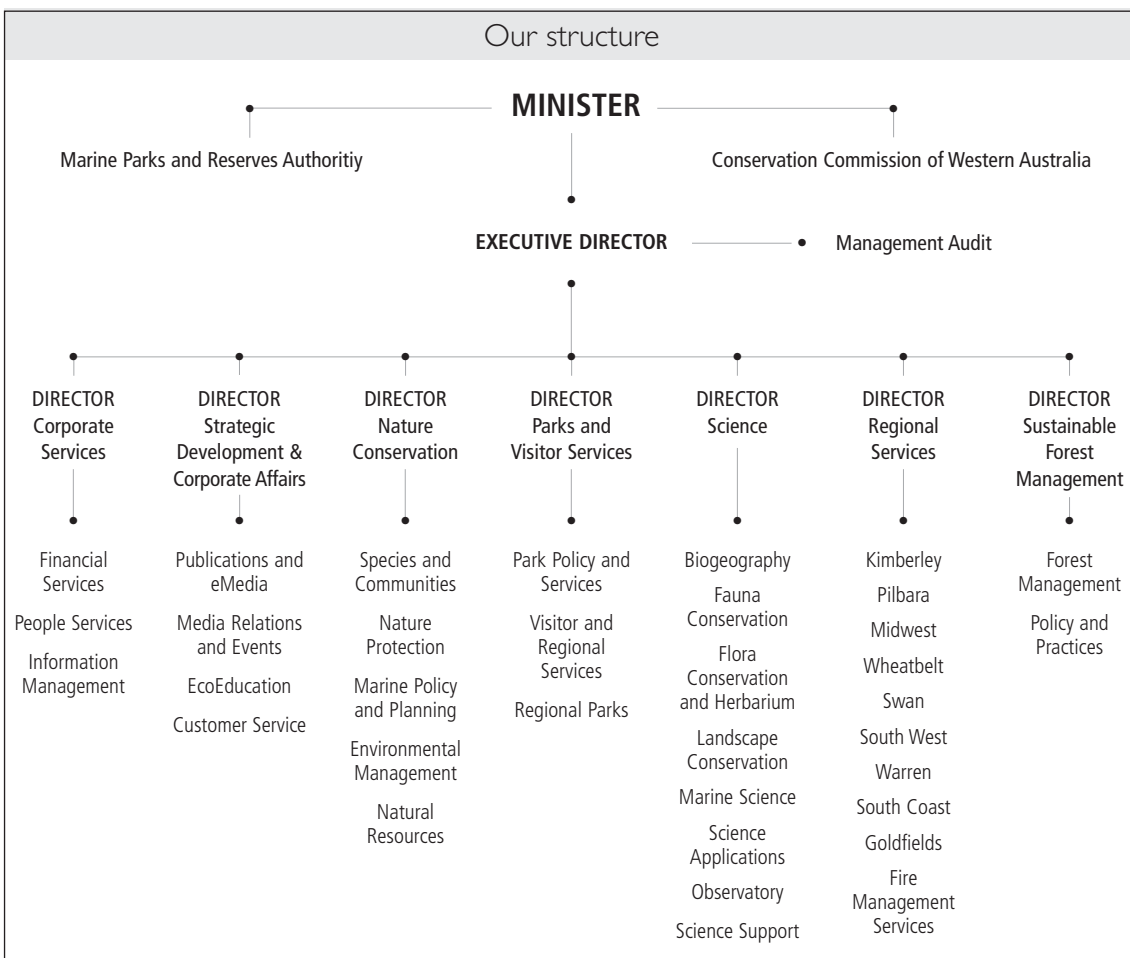 Our structure
MINISTER
Marine Parks and Reserves Authoritiy
Conservation Commission of Western Australia
EXECUTIVE DIRECTOR
Management Audit
DIRECTOR
Corporate
Services
Financial
Services
People Services
Information
Management
DIRECTOR
Strategic
Development &
Corporate Affairs
Publications and
eMedia
Media Relations
and Events
EcoEducation
Customer Service
DIRECTOR
Nature
Conservation
Species and
Communities
Nature
Protection
Marine Policy
and Planning
Environmental
Management
Natural
Resources
DIRECTOR
Parks and
Visitor Services
Park Policy and
Services
Visitor and
Regional
Services
Regional Parks
DIRECTOR
Science
Biogeography
Fauna
Conservation
Flora
Conservation
and Herbarium
Landscape
Conservation
Marine Science
Science
Applications
Observatory
Science Support
DIRECTOR
Regional
Services
Kimberley
Pilbara
Midwest
Wheatbelt
Swan
South West
Warren
South Coast
Goldfields
Fire
Management
Services
DIRECTOR
Sustainable
Forest
Management
Forest
Management
Policy and
Practices